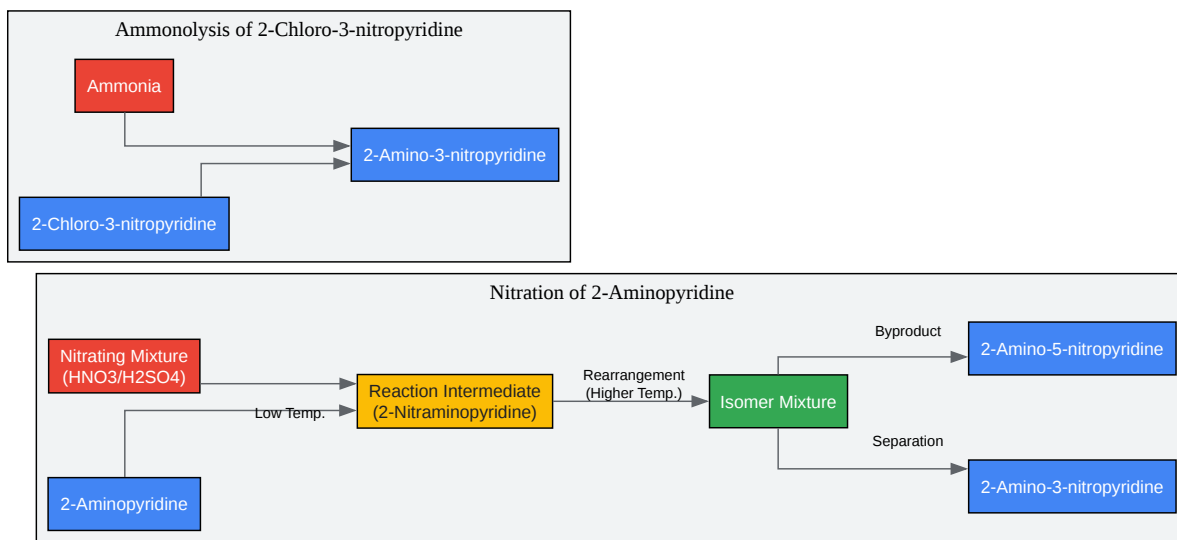 Ammonolysis of 2-Chloro-3-nitropyridine
Ammonia
2-Amino-3-nitropyridine
2-Chloro-3-nitropyridine
Nitration of 2-Aminopyridine
Nitrating Mixture
(HNO3/H2SO4)
2-Aminopyridine
Low Temp.
Reaction Intermediate
(2-Nitraminopyridine)
Rearrangement
(Higher Temp.)
Isomer Mixture
Byproduct
2-Amino-5-nitropyridine
Separation
2-Amino-3-nitropyridine